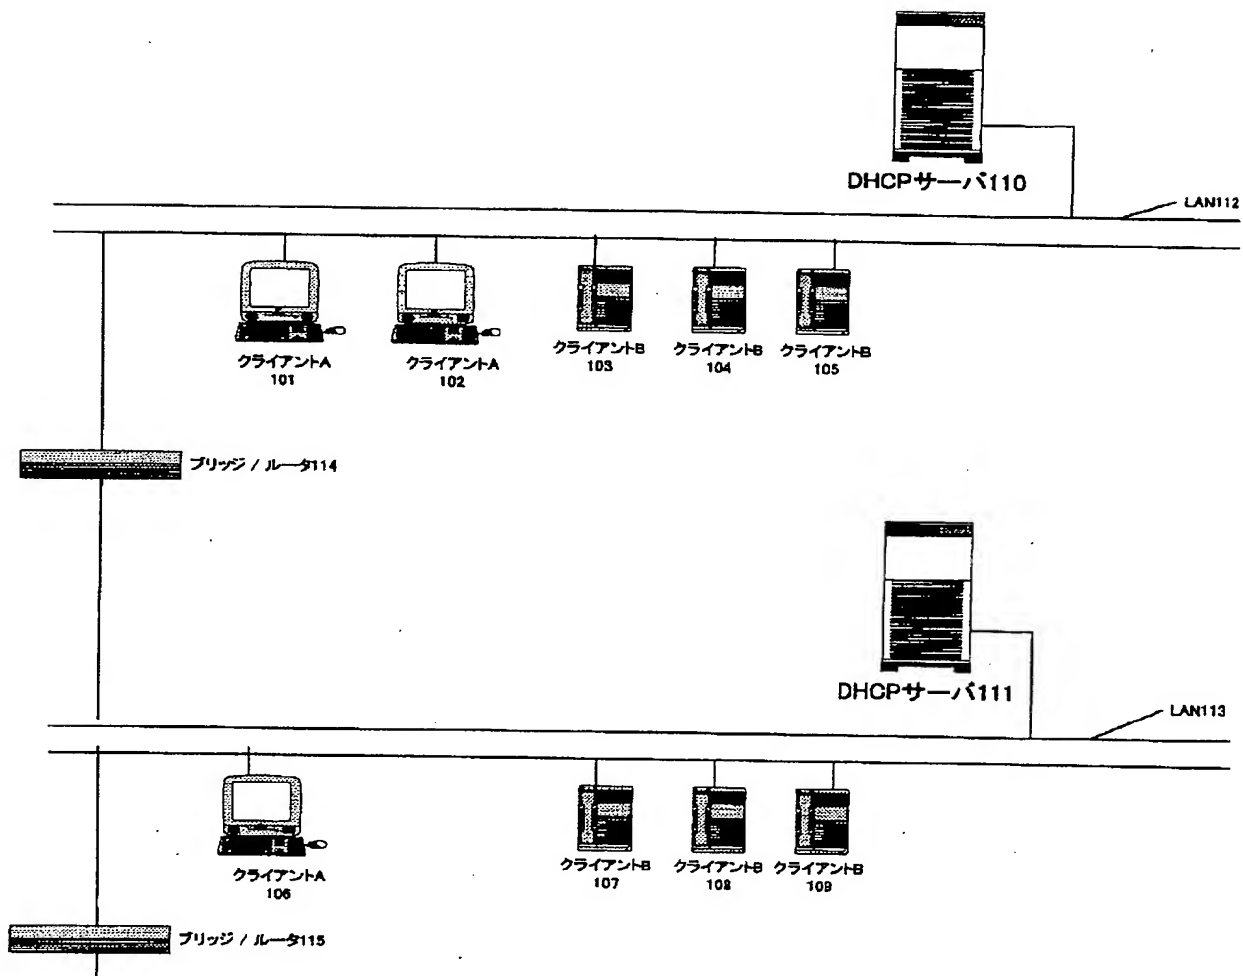 DHCPサーバ110
LAN112
クライアントA
101
クライアントA
102
クライアントB
103
クライアントB
104
クライアントB
105
ブリッジ / ルータ114
DHCPサーバ111
LAN113
クライアントA
106
クライアントB
107
クライアントB
108
クライアントB
109
ブリッジ / ルータ115